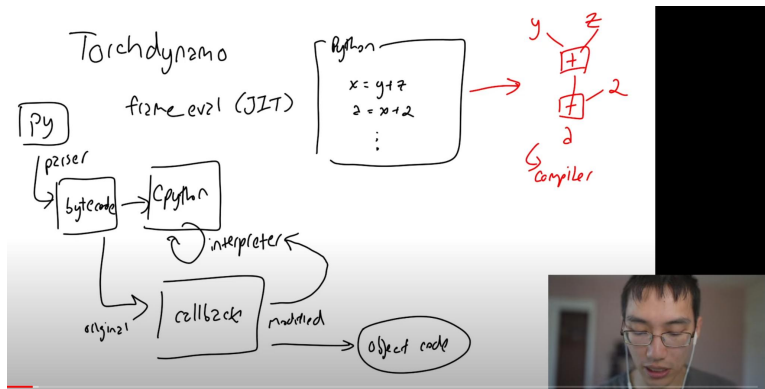 Torchdynamo
frame eval (JIT)
Python
x = y+z
a = x+2
⋮
y
z
+
+
2
a
compiler
py
parser
bytecode
Cpython
interpreter
original
callback
modified
object code